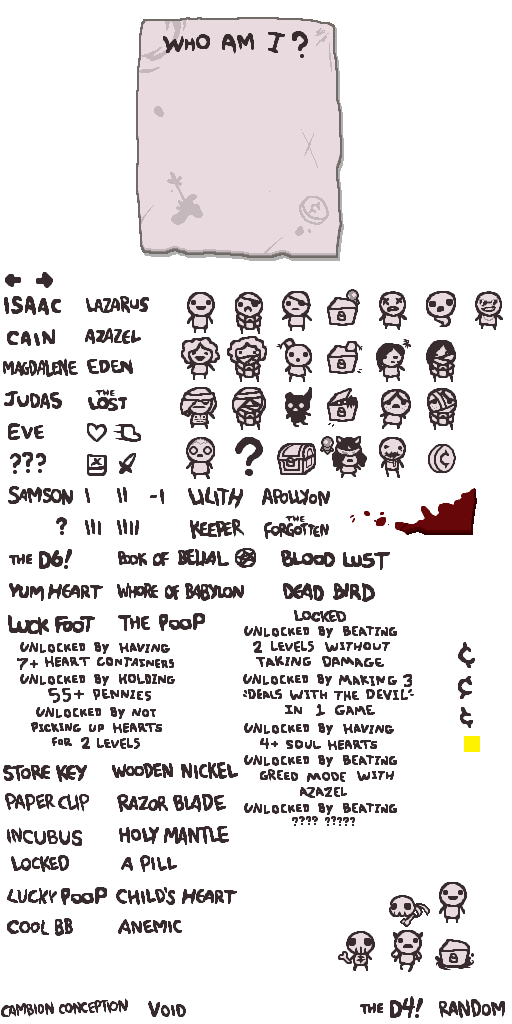 WHO AM I?
ISAAC LAZARUS
CAIN AZAZEL
MAGDALENE EDEN
JUDAS THE LOST
EVE
???
?
SAMSON I II -I LILITH APOLLYON
? III IIII KEEPER THE FORGOTTEN
THE D6! BOOK OF BELIAL BLOOD LUST
YUM HEART WHORE OF BABYLON DEAD BIRD
LUCK FOOT THE POOP
LOCKED
UNLOCKED BY BEATING
2 LEVELS WITHOUT
TAKING DAMAGE
UNLOCKED BY MAKING 3
"DEALS WITH THE DEVIL"
IN 1 GAME
UNLOCKED BY HAVING
4+ SOUL HEARTS
UNLOCKED BY BEATING
GREED MODE WITH
AZAZEL
UNLOCKED BY BEATING
???? ?????
UNLOCKED BY HAVING
7+ HEART CONTAINERS
UNLOCKED BY HOLDING
55+ PENNIES
UNLOCKED BY NOT
PICKING UP HEARTS
FOR 2 LEVELS
¢
¢
¢
¢
STORE KEY WOODEN NICKEL
PAPER CLIP RAZOR BLADE
INCUBUS HOLY MANTLE
LOCKED A PILL
LUCKY POOP CHILD'S HEART
COOL BB ANEMIC
CAMBION CONCEPTION VOID THE D4! RANDOM